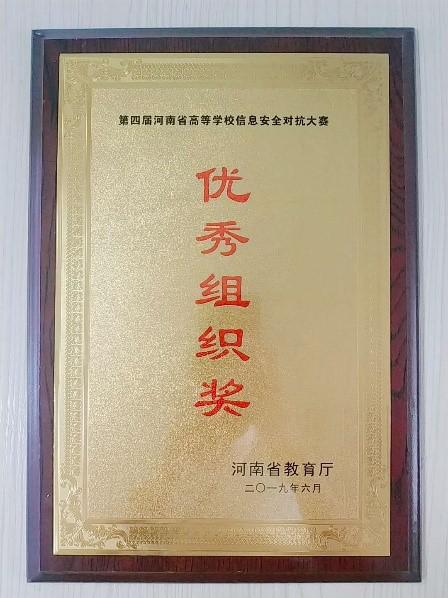 第四届河南省高等学校信息安全对抗大赛
优秀组织奖
河南省教育厅
二〇一九年六月